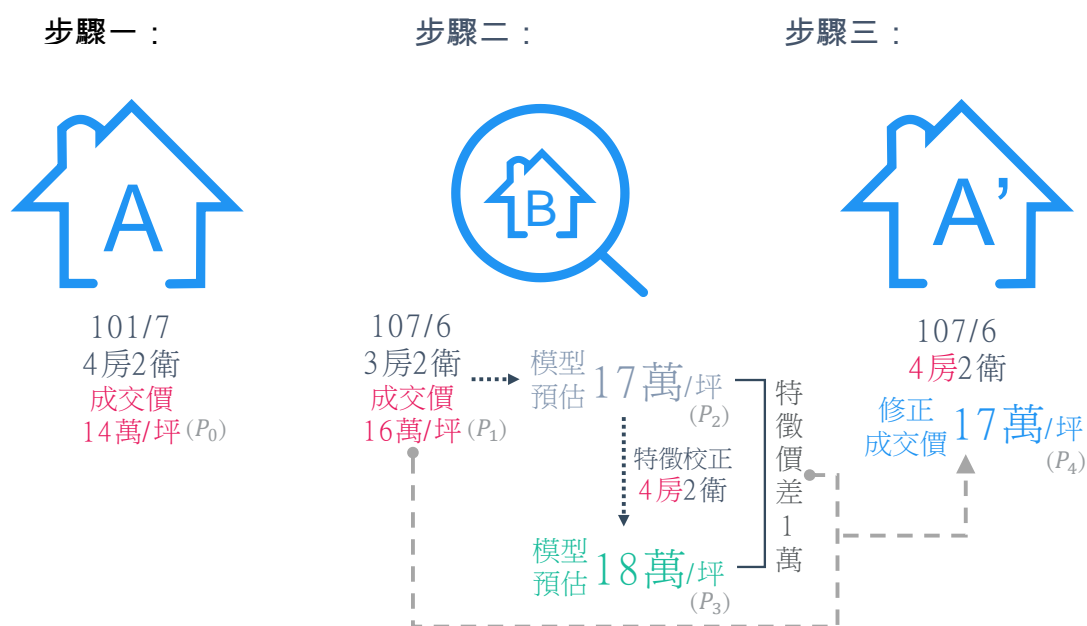 步驟一：
步驟二：
步驟三：
A
B
A’
101/7
4房2衛
成交價
14萬/坪 (P₀)
107/6
3房2衛
成交價
16萬/坪 (P₁)
模型
預估 17萬/坪
(P₂)
特徵校正
4房2衛
模型
預估 18萬/坪
(P₃)
特徵價差1萬
107/6
4房2衛
修正
成交價 17萬/坪
(P₄)